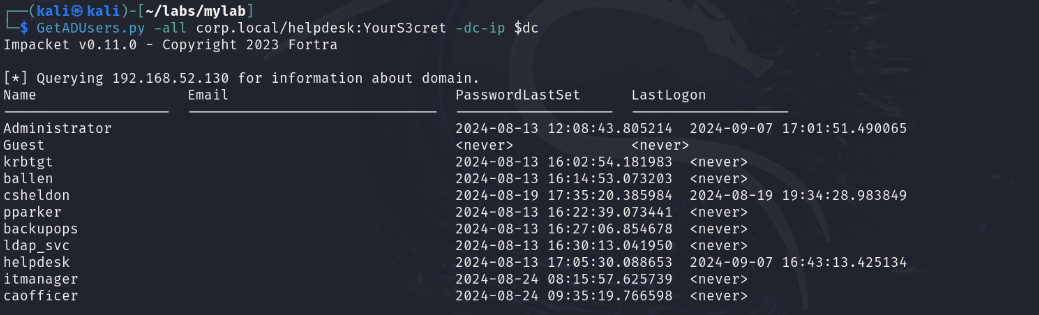 ┌──(kali㉿kali)-[~/labs/mylab]
└─$ GetADUsers.py -all corp.local/helpdesk:YourS3cret -dc-ip $dc
Impacket v0.11.0 - Copyright 2023 Fortra
[*] Querying 192.168.52.130 for information about domain.
Name Email PasswordLastSet LastLogon
Administrator 2024-08-13 12:08:43.805214 2024-09-07 17:01:51.490065
Guest <never> <never>
krbtgt 2024-08-13 16:02:54.181983 <never>
ballen 2024-08-13 16:14:53.073203 <never>
csheldon 2024-08-19 17:35:20.385984 2024-08-19 19:34:28.983849
pparker 2024-08-13 16:22:39.073441 <never>
backupops 2024-08-13 16:27:06.854678 <never>
ldap_svc 2024-08-13 16:30:13.041950 <never>
helpdesk 2024-08-13 17:05:30.088653 2024-09-07 16:43:13.425134
itmanager 2024-08-24 08:15:57.625739 <never>
caofficer 2024-08-24 09:35:19.766598 <never>